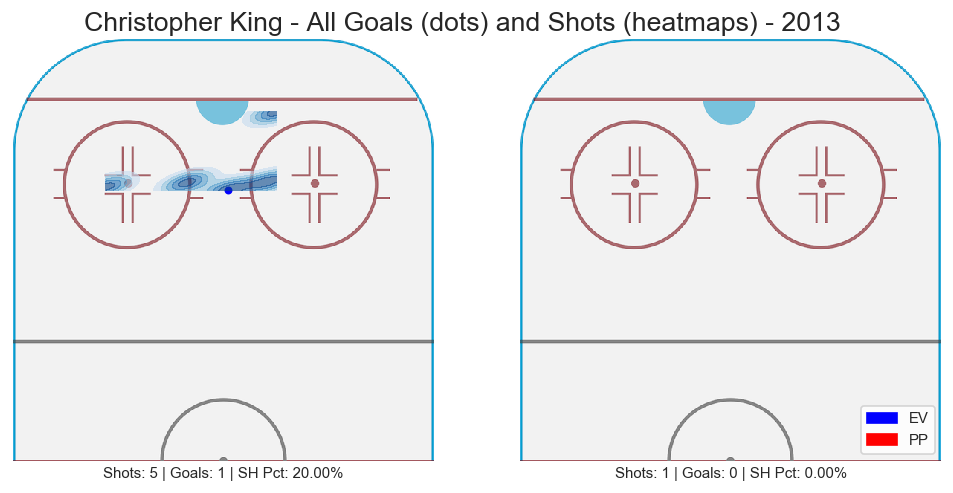 Christopher King - All Goals (dots) and Shots (heatmaps) - 2013
EV
PP
Shots: 5 | Goals: 1 | SH Pct: 20.00%
Shots: 1 | Goals: 0 | SH Pct: 0.00%